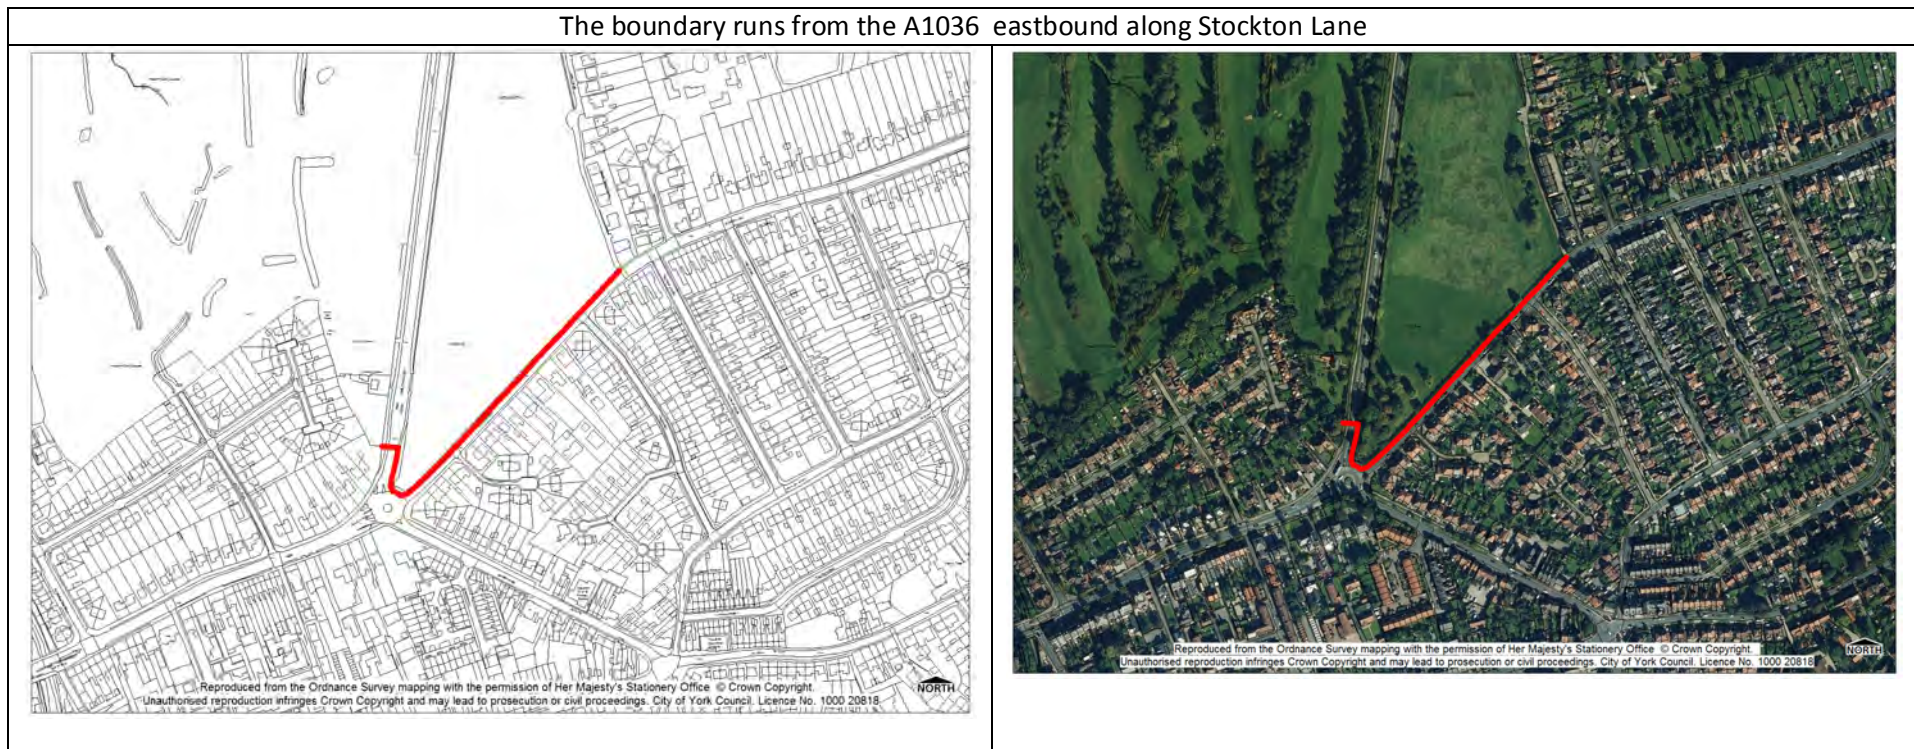 The boundary runs from the A1036 eastbound along Stockton Lane
Reproduced from the Ordnance Survey mapping with the permission of Her Majesty's Stationery Office © Crown Copyright.
Unauthorised reproduction infringes Crown Copyright and may lead to prosecution or civil proceedings. City of York Council. Licence No. 1000 20818
NORTH
Reproduced from the Ordnance Survey mapping with the permission of Her Majesty's Stationery Office © Crown Copyright.
Unauthorised reproduction infringes Crown Copyright and may lead to prosecution or civil proceedings. City of York Council. Licence No. 1000 20818
NORTH